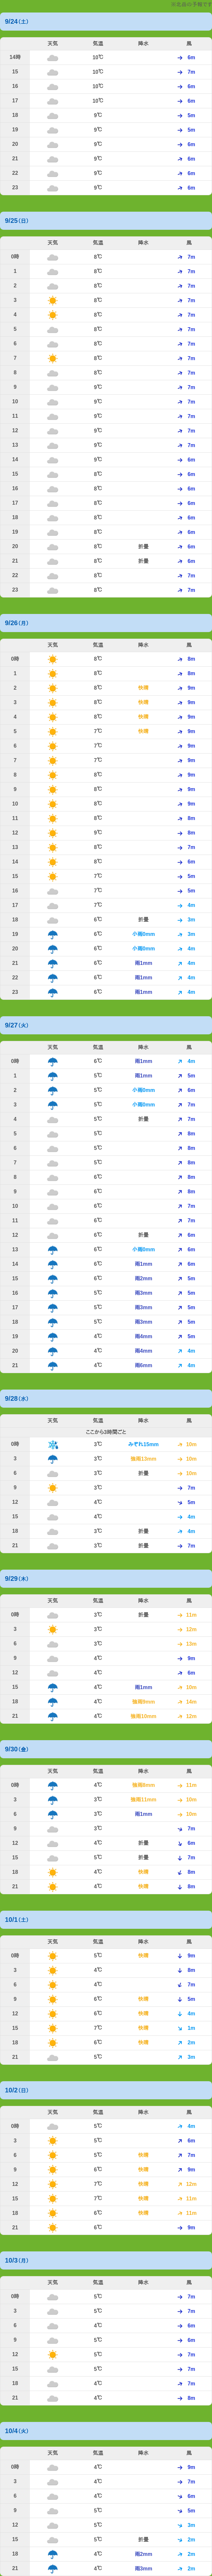 9/24(土)
天気 気温 降水 風
14時 10℃ 6m
15 10℃ 7m
16 10℃ 6m
17 10℃ 6m
18 9℃ 5m
19 9℃ 5m
20 9℃ 6m
21 9℃ 6m
22 9℃ 6m
23 9℃ 6m
9/25(日)
天気 気温 降水 風
0時 8℃ 7m
1 8℃ 7m
2 8℃ 7m
3 8℃ 7m
4 8℃ 7m
5 8℃ 7m
6 8℃ 7m
7 8℃ 7m
8 8℃ 7m
9 9℃ 7m
10 9℃ 7m
11 9℃ 7m
12 9℃ 7m
13 9℃ 7m
14 9℃ 6m
15 8℃ 6m
16 8℃ 6m
17 8℃ 6m
18 8℃ 6m
19 8℃ 6m
20 8℃ 折畳 6m
21 8℃ 折畳 6m
22 8℃ 7m
23 8℃ 7m
9/26(月)
天気 気温 降水 風
0時 8℃ 8m
1 8℃ 8m
2 8℃ 快晴 9m
3 8℃ 快晴 9m
4 8℃ 快晴 9m
5 7℃ 快晴 9m
6 7℃ 9m
7 7℃ 9m
8 8℃ 9m
9 8℃ 9m
10 8℃ 9m
11 8℃ 8m
12 9℃ 8m
13 8℃ 7m
14 8℃ 6m
15 7℃ 5m
16 7℃ 5m
17 7℃ 4m
18 6℃ 折畳 3m
19 6℃ 小雨0mm 3m
20 6℃ 小雨0mm 4m
21 6℃ 雨1mm 4m
22 6℃ 雨1mm 4m
23 6℃ 雨1mm 4m
9/27(火)
天気 気温 降水 風
0時 6℃ 雨1mm 4m
1 6℃ 雨1mm 5m
2 5℃ 小雨0mm 6m
3 5℃ 小雨0mm 7m
4 5℃ 折畳 7m
5 5℃ 8m
6 5℃ 8m
7 5℃ 8m
8 6℃ 8m
9 6℃ 8m
10 6℃ 7m
11 6℃ 7m
12 6℃ 折畳 6m
13 6℃ 小雨0mm 6m
14 6℃ 雨1mm 6m
15 6℃ 雨2mm 5m
16 5℃ 雨3mm 5m
17 5℃ 雨3mm 5m
18 5℃ 雨3mm 5m
19 4℃ 雨4mm 5m
20 4℃ 雨4mm 4m
21 4℃ 雨6mm 4m
9/28(水)
天気 気温 降水 風
ここから3時間ごと
0時 3℃ みぞれ15mm 10m
3 3℃ 強雨13mm 10m
6 3℃ 折畳 10m
9 3℃ 7m
12 4℃ 5m
15 4℃ 4m
18 3℃ 折畳 4m
21 3℃ 折畳 7m
9/29(木)
天気 気温 降水 風
0時 3℃ 折畳 11m
3 3℃ 12m
6 3℃ 13m
9 4℃ 9m
12 4℃ 6m
15 4℃ 雨1mm 10m
18 4℃ 強雨9mm 14m
21 4℃ 強雨10mm 12m
9/30(金)
天気 気温 降水 風
0時 4℃ 強雨8mm 11m
3 3℃ 強雨11mm 10m
6 3℃ 雨1mm 10m
9 3℃ 7m
12 4℃ 折畳 6m
15 5℃ 折畳 7m
18 4℃ 快晴 8m
21 4℃ 快晴 8m
10/1(土)
天気 気温 降水 風
0時 5℃ 快晴 9m
3 4℃ 8m
6 4℃ 7m
9 6℃ 快晴 5m
12 6℃ 快晴 4m
15 7℃ 快晴 1m
18 6℃ 快晴 2m
21 5℃ 3m
10/2(日)
天気 気温 降水 風
0時 5℃ 4m
3 5℃ 6m
6 5℃ 快晴 7m
9 6℃ 快晴 9m
12 7℃ 快晴 12m
15 7℃ 快晴 11m
18 6℃ 快晴 11m
21 6℃ 9m
10/3(月)
天気 気温 降水 風
0時 5℃ 7m
3 5℃ 7m
6 4℃ 6m
9 5℃ 6m
12 5℃ 7m
15 5℃ 7m
18 4℃ 7m
21 4℃ 8m
10/4(火)
天気 気温 降水 風
0時 4℃ 9m
3 4℃ 7m
6 4℃ 6m
9 5℃ 5m
12 5℃ 3m
15 5℃ 折畳 2m
18 4℃ 雨2mm 2m
21 4℃ 雨3mm 2m